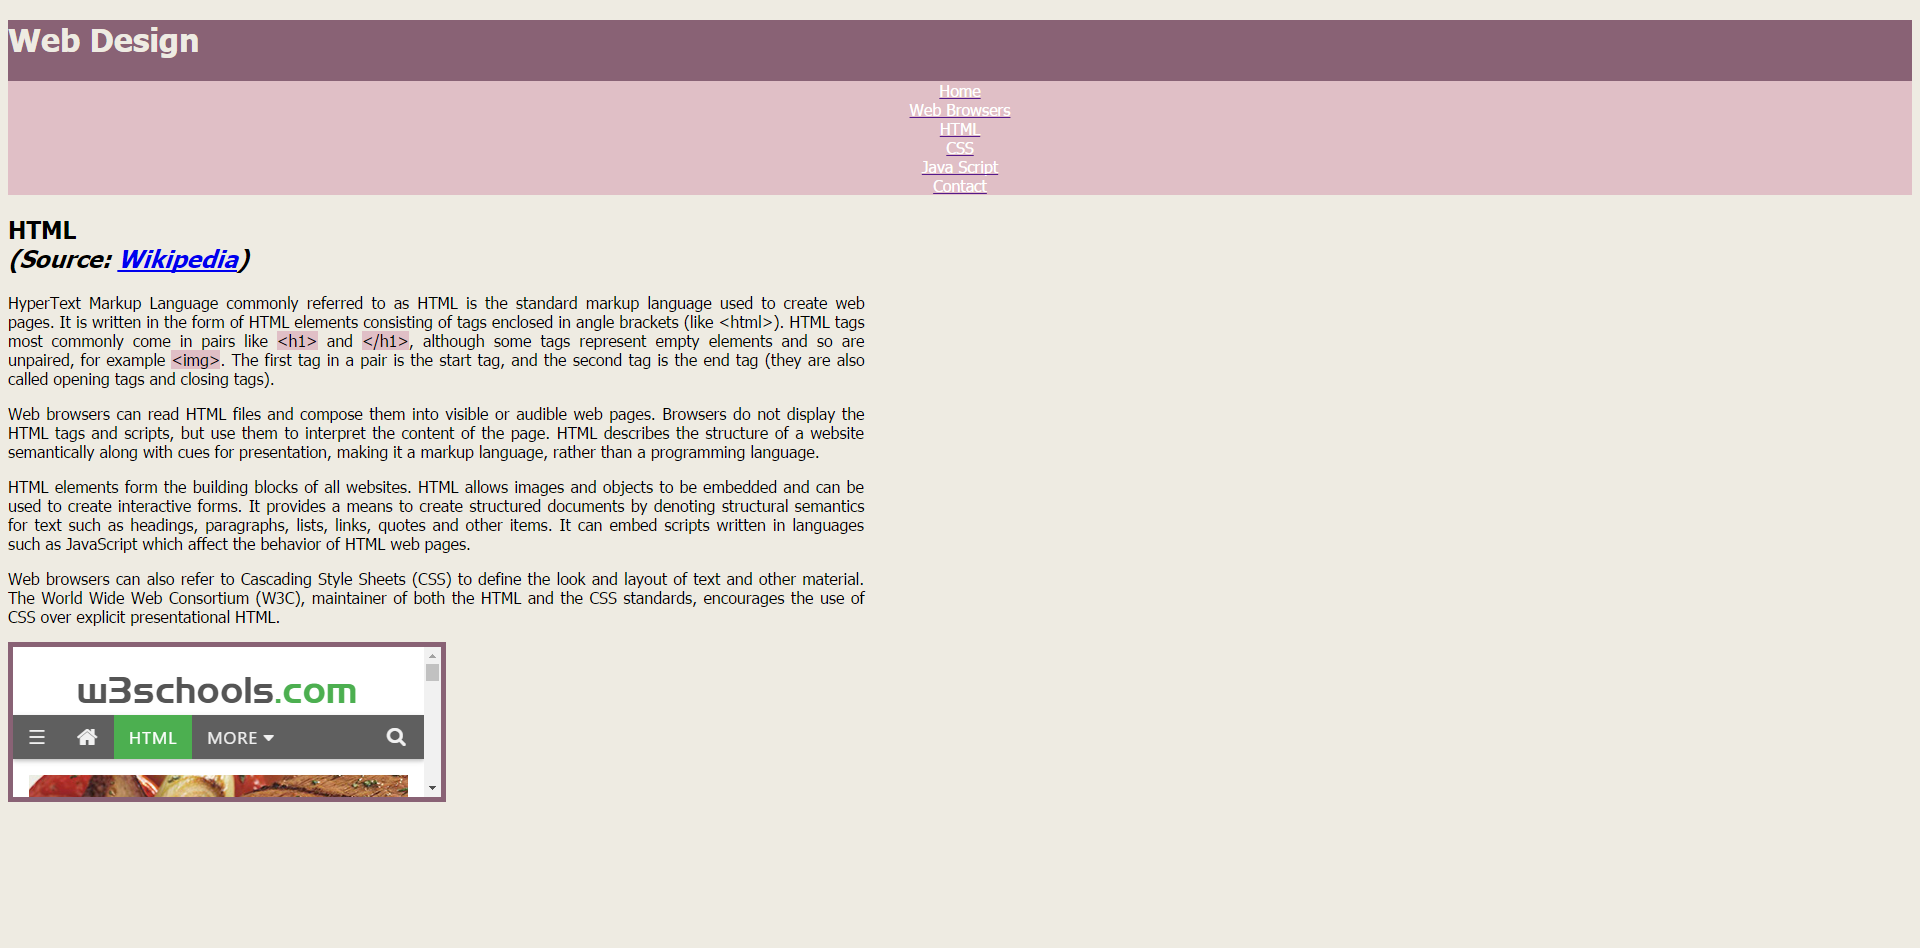 Web Design
Home
Web Browsers
HTML
CSS
Java Script
Contact
HTML
(Source: Wikipedia)
HyperText Markup Language commonly referred to as HTML is the standard markup language used to create web
pages. It is written in the form of HTML elements consisting of tags enclosed in angle brackets (like <html>). HTML tags
most commonly come in pairs like <h1> and </h1>, although some tags represent empty elements and so are
unpaired, for example <img>. The first tag in a pair is the start tag, and the second tag is the end tag (they are also
called opening tags and closing tags).
Web browsers can read HTML files and compose them into visible or audible web pages. Browsers do not display the
HTML tags and scripts, but use them to interpret the content of the page. HTML describes the structure of a website
semantically along with cues for presentation, making it a markup language, rather than a programming language.
HTML elements form the building blocks of all websites. HTML allows images and objects to be embedded and can be
used to create interactive forms. It provides a means to create structured documents by denoting structural semantics
for text such as headings, paragraphs, lists, links, quotes and other items. It can embed scripts written in languages
such as JavaScript which affect the behavior of HTML web pages.
Web browsers can also refer to Cascading Style Sheets (CSS) to define the look and layout of text and other material.
The World Wide Web Consortium (W3C), maintainer of both the HTML and the CSS standards, encourages the use of
CSS over explicit presentational HTML.
w3schools.com
HTML MORE